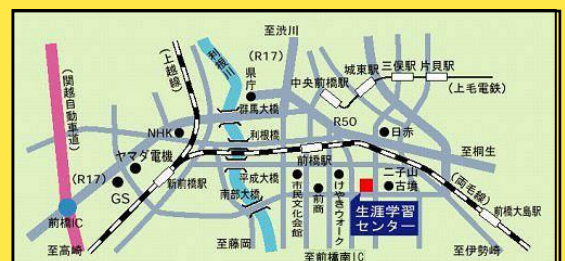 至渋川
(R17)
利根川
県庁
(上越線)
(関越自動車道)
城東駅
三俣駅
片貝駅
中央前橋駅
(上毛電鉄)
群馬大橋
R50
NHK
利根橋
日赤
至桐生
ヤマダ電機
前橋駅
(R17)
新前橋駅
平成大橋
二子山
古墳
(両毛線)
GS
南部大橋
市民文化会館
前商
けやきウォーク
前橋大島駅
前橋IC
生涯学習
センター
至高崎
至藤岡
至前橋南IC
至伊勢崎